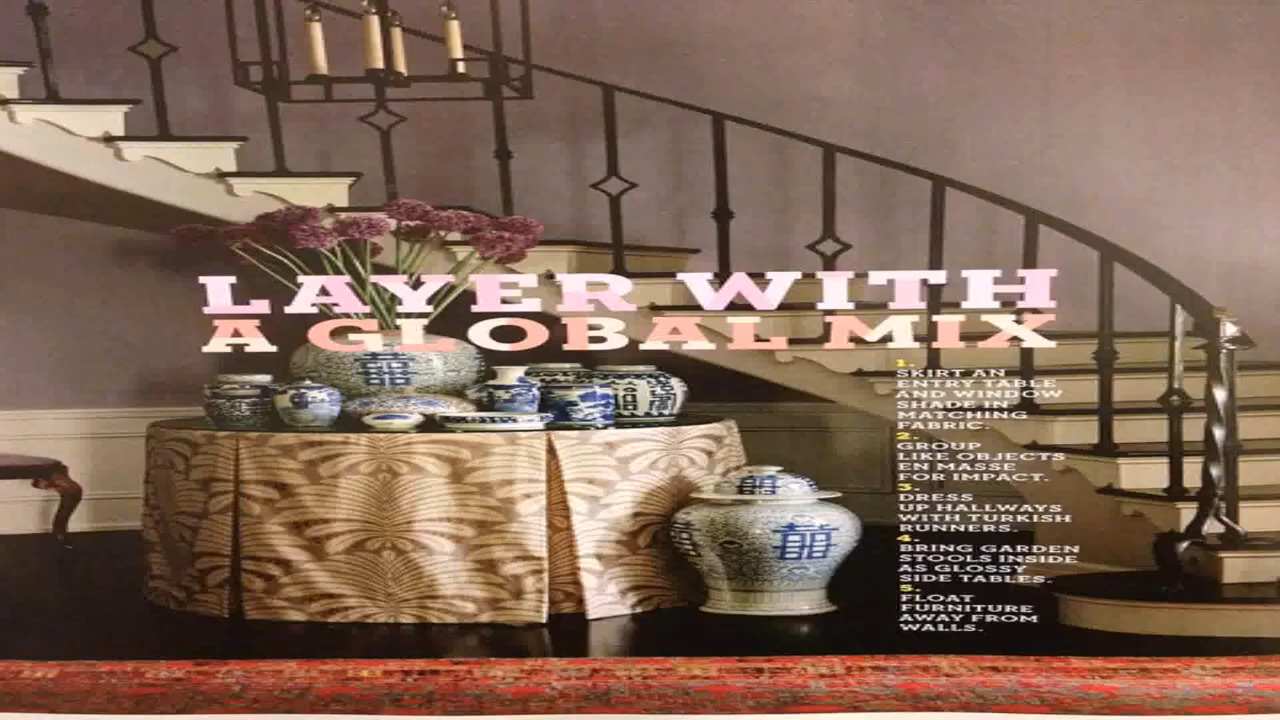 LAYER WITH
A GLOBAL MIX
1.
SKIRT AN
ENTRY TABLE
AND WINDOW
SHADE IN
MATCHING
FABRIC.
2.
GROUP
LIKE OBJECTS
EN MASSE
FOR IMPACT.
3.
DRESS
UP HALLWAYS
WITH TURKISH
RUNNERS.
4.
BRING GARDEN
STOOLS INSIDE
AS GLOSSY
SIDE TABLES.
5.
FLOAT
FURNITURE
AWAY FROM
WALLS.
囍
囍